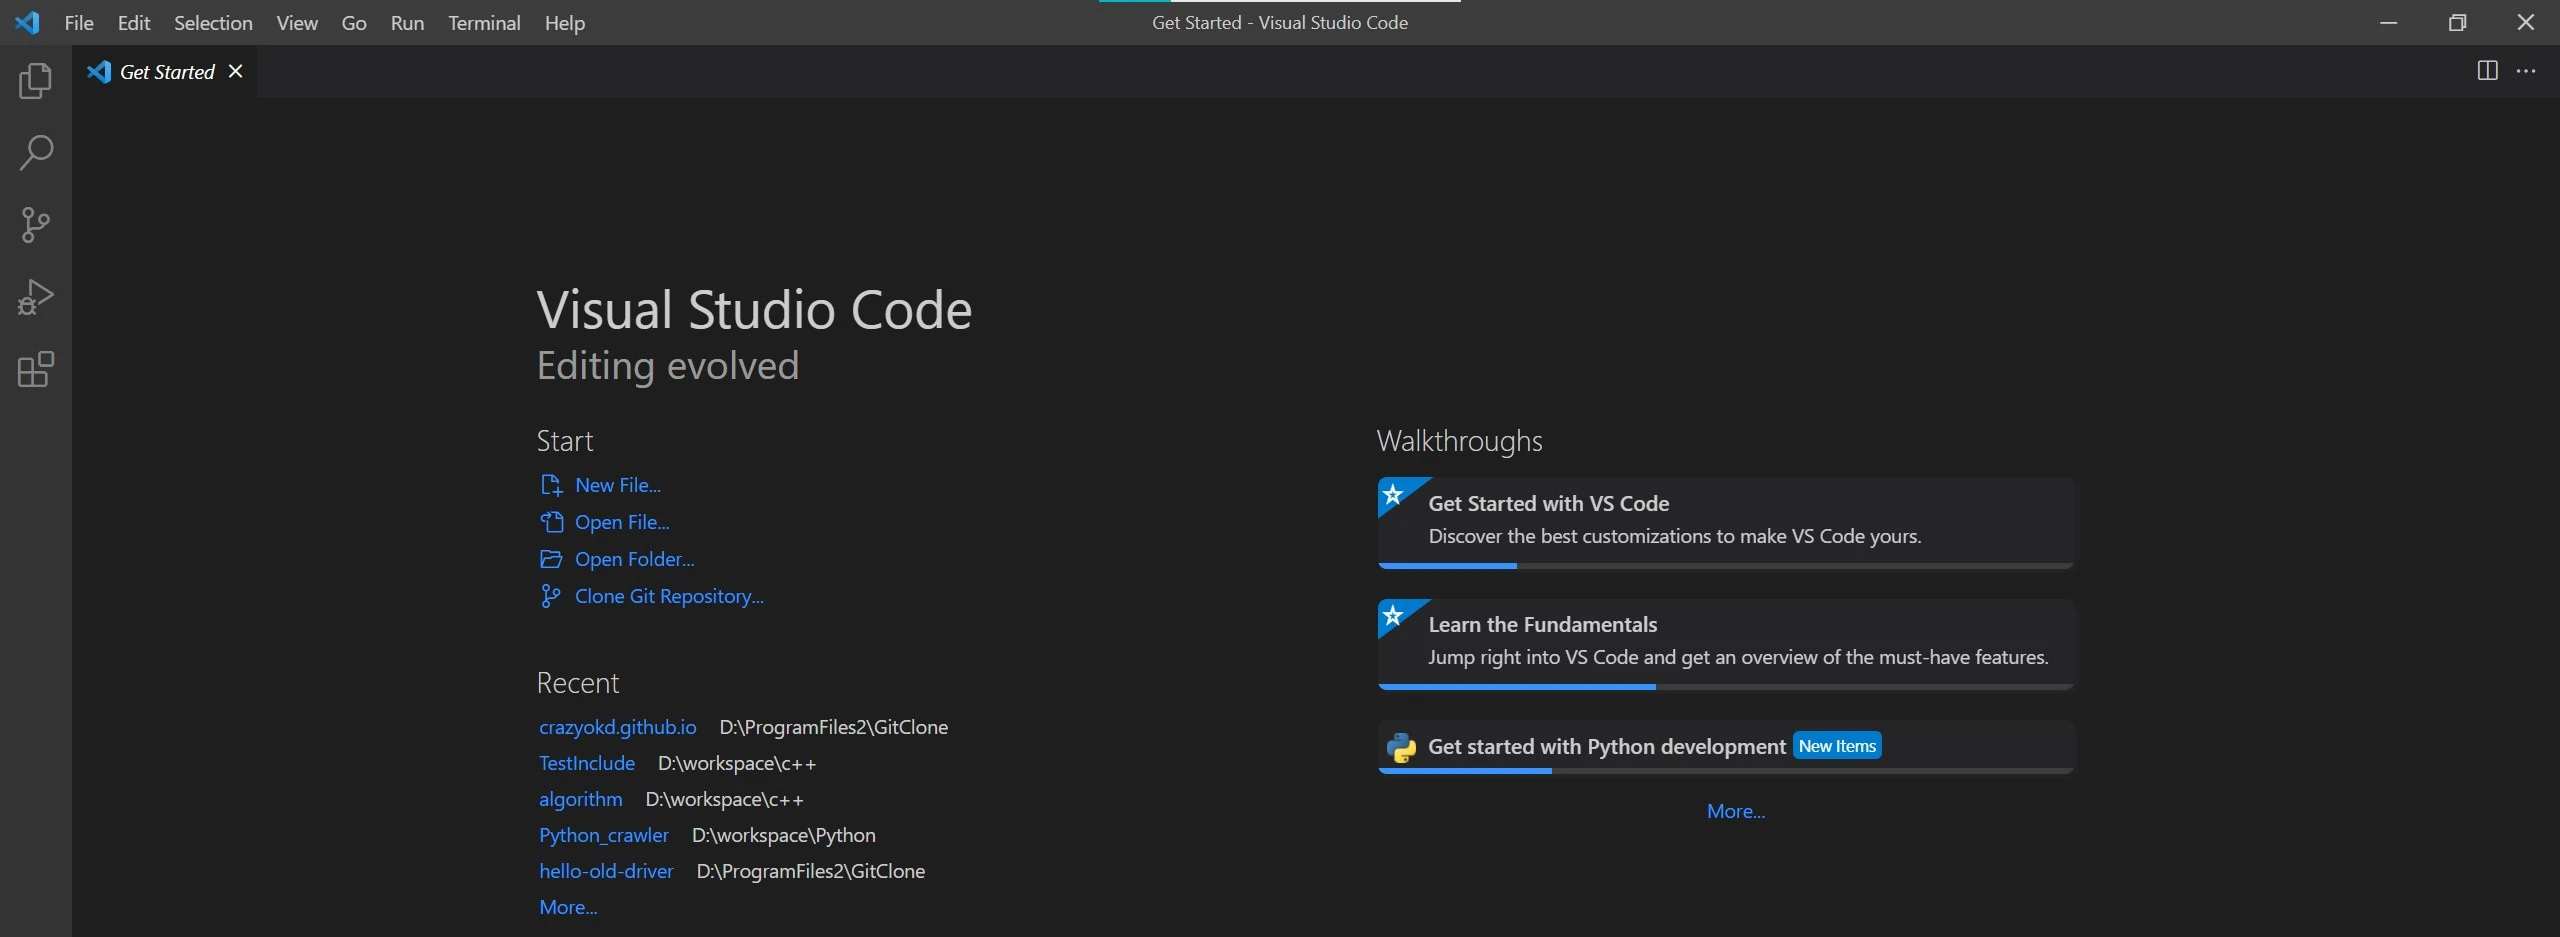 File Edit Selection View Go Run Terminal Help
Get Started - Visual Studio Code
Get Started
Visual Studio Code
Editing evolved
Start
New File...
Open File...
Open Folder...
Clone Git Repository...
Recent
crazyokd.github.io D:\ProgramFiles2\GitClone
TestInclude D:\workspace\c++
algorithm D:\workspace\c++
Python_crawler D:\workspace\Python
hello-old-driver D:\ProgramFiles2\GitClone
More...
Walkthroughs
Get Started with VS Code
Discover the best customizations to make VS Code yours.
Learn the Fundamentals
Jump right into VS Code and get an overview of the must-have features.
Get started with Python development New Items
More...